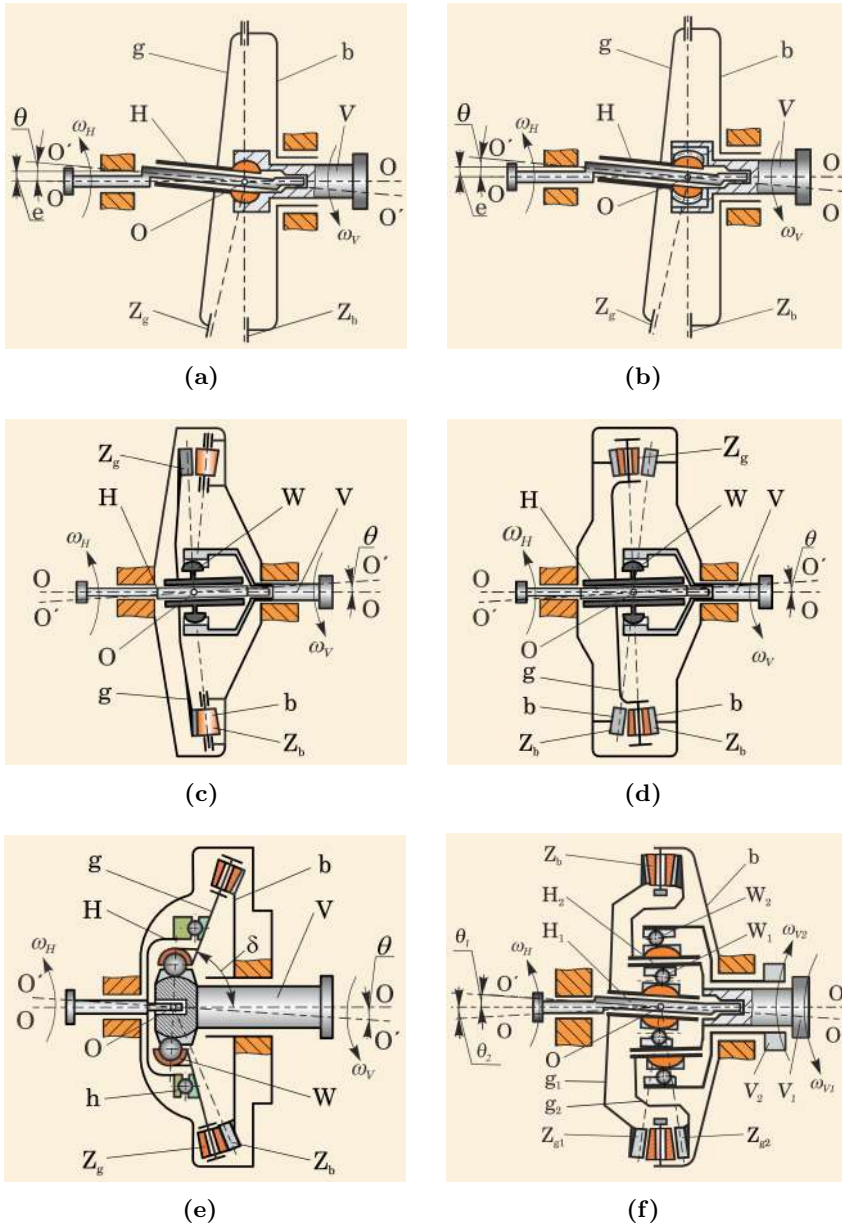 g b
H V
θ ω_H O´ O
O e O O´
ω_V
Z_g Z_b
(a)
g b
H V
θ ω_H O´ O
O e O O´
ω_V
Z_g Z_b
(b)
Z_g
H W V
ω_H θ
O O´
O´ O
O ω_V
g b
Z_b
(c)
Z_g
H W V
ω_H θ
O O´
O´ O
O ω_V
g
b b
Z_b Z_b
(d)
g b
H V
δ
ω_H θ
O´ O
O O´
O ω_V
h W
Z_g Z_b
(e)
Z_b b
H_2 W_2
H_1 W_1
θ_1 ω_H ω_V2
O´ O
O O
θ_2 O
g_1 V_2 V_1 ω_V1
g_2
Z_g1 Z_g2
(f)